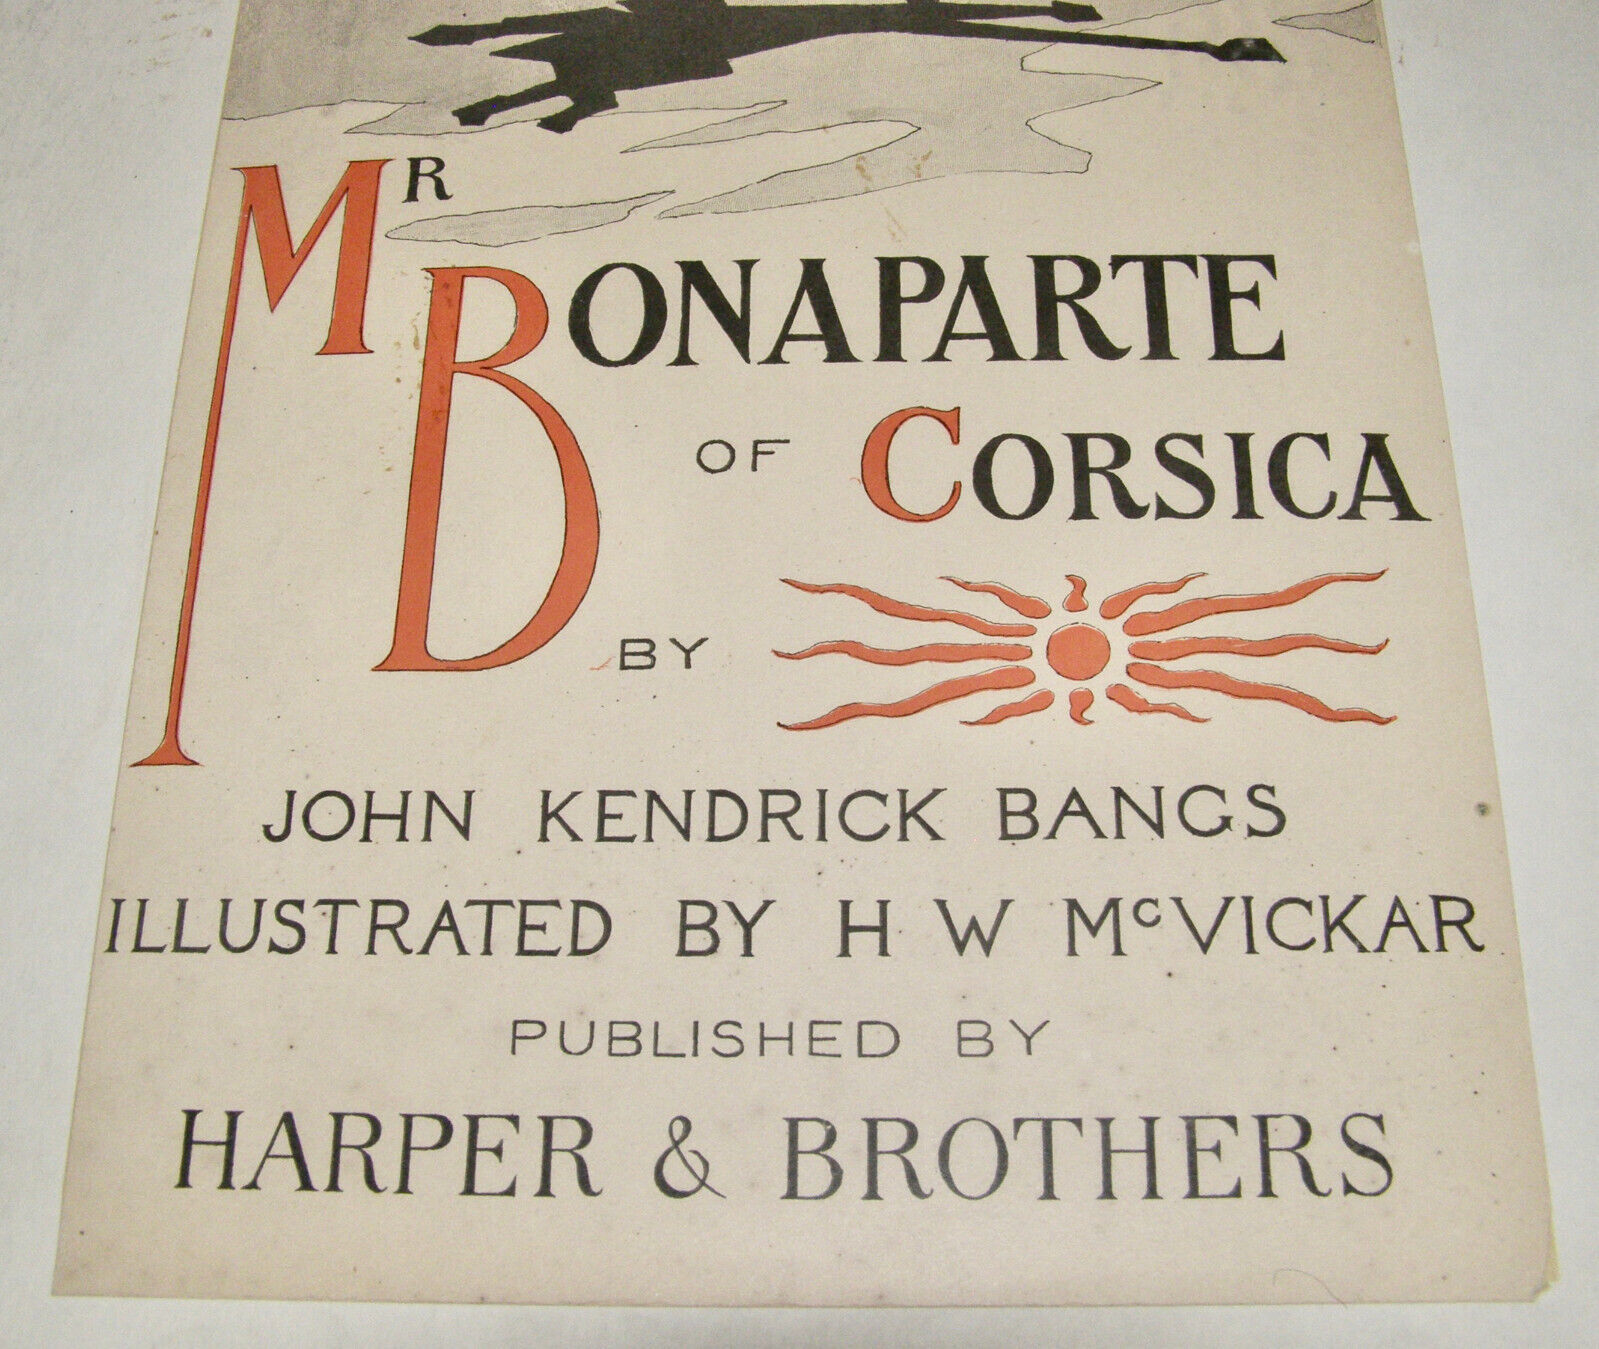 MR
BONAPARTE
OF CORSICA
BY
JOHN KENDRICK BANGS
ILLUSTRATED BY H W McVICKAR
PUBLISHED BY
HARPER & BROTHERS